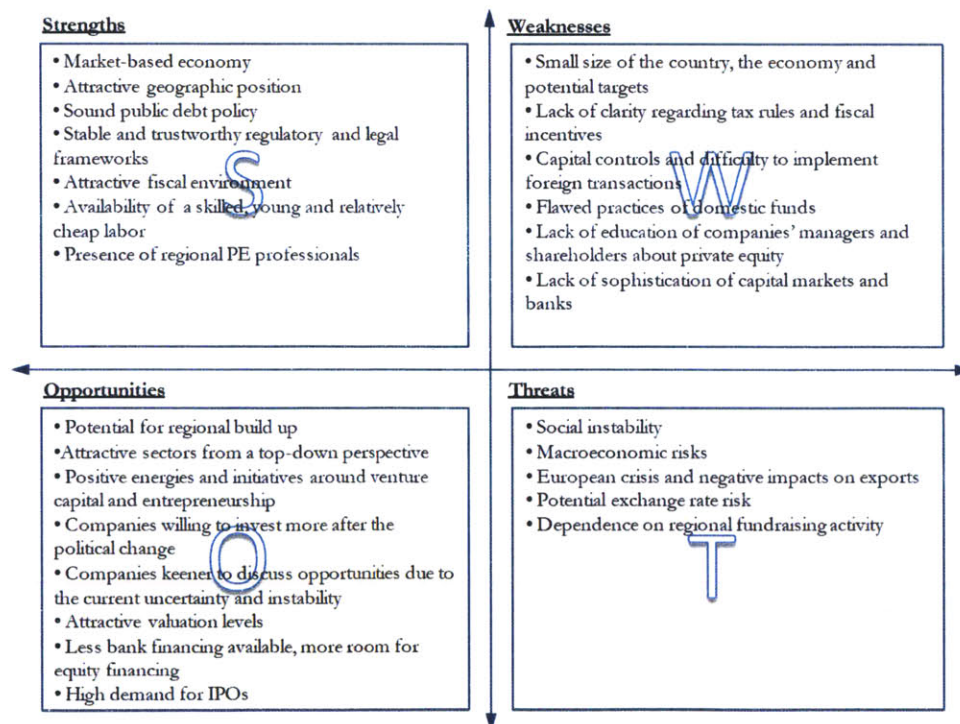 Strengths
• Market-based economy
• Attractive geographic position
• Sound public debt policy
• Stable and trustworthy regulatory and legal
frameworks
• Attractive fiscal environment
• Availability of a skilled, young and relatively
cheap labor
• Presence of regional PE professionals
S
Weaknesses
• Small size of the country, the economy and
potential targets
• Lack of clarity regarding tax rules and fiscal
incentives
• Capital controls and difficulty to implement
foreign transactions
• Flawed practices of domestic funds
• Lack of education of companies' managers and
shareholders about private equity
• Lack of sophistication of capital markets and
banks
W
Opportunities
• Potential for regional build up
•Attractive sectors from a top-down perspective
• Positive energies and initiatives around venture
capital and entrepreneurship
• Companies willing to invest more after the
political change
• Companies keener to discuss opportunities due to
the current uncertainty and instability
• Attractive valuation levels
• Less bank financing available, more room for
equity financing
• High demand for IPOs
O
Threats
• Social instability
• Macroeconomic risks
• European crisis and negative impacts on exports
• Potential exchange rate risk
• Dependence on regional fundraising activity
T